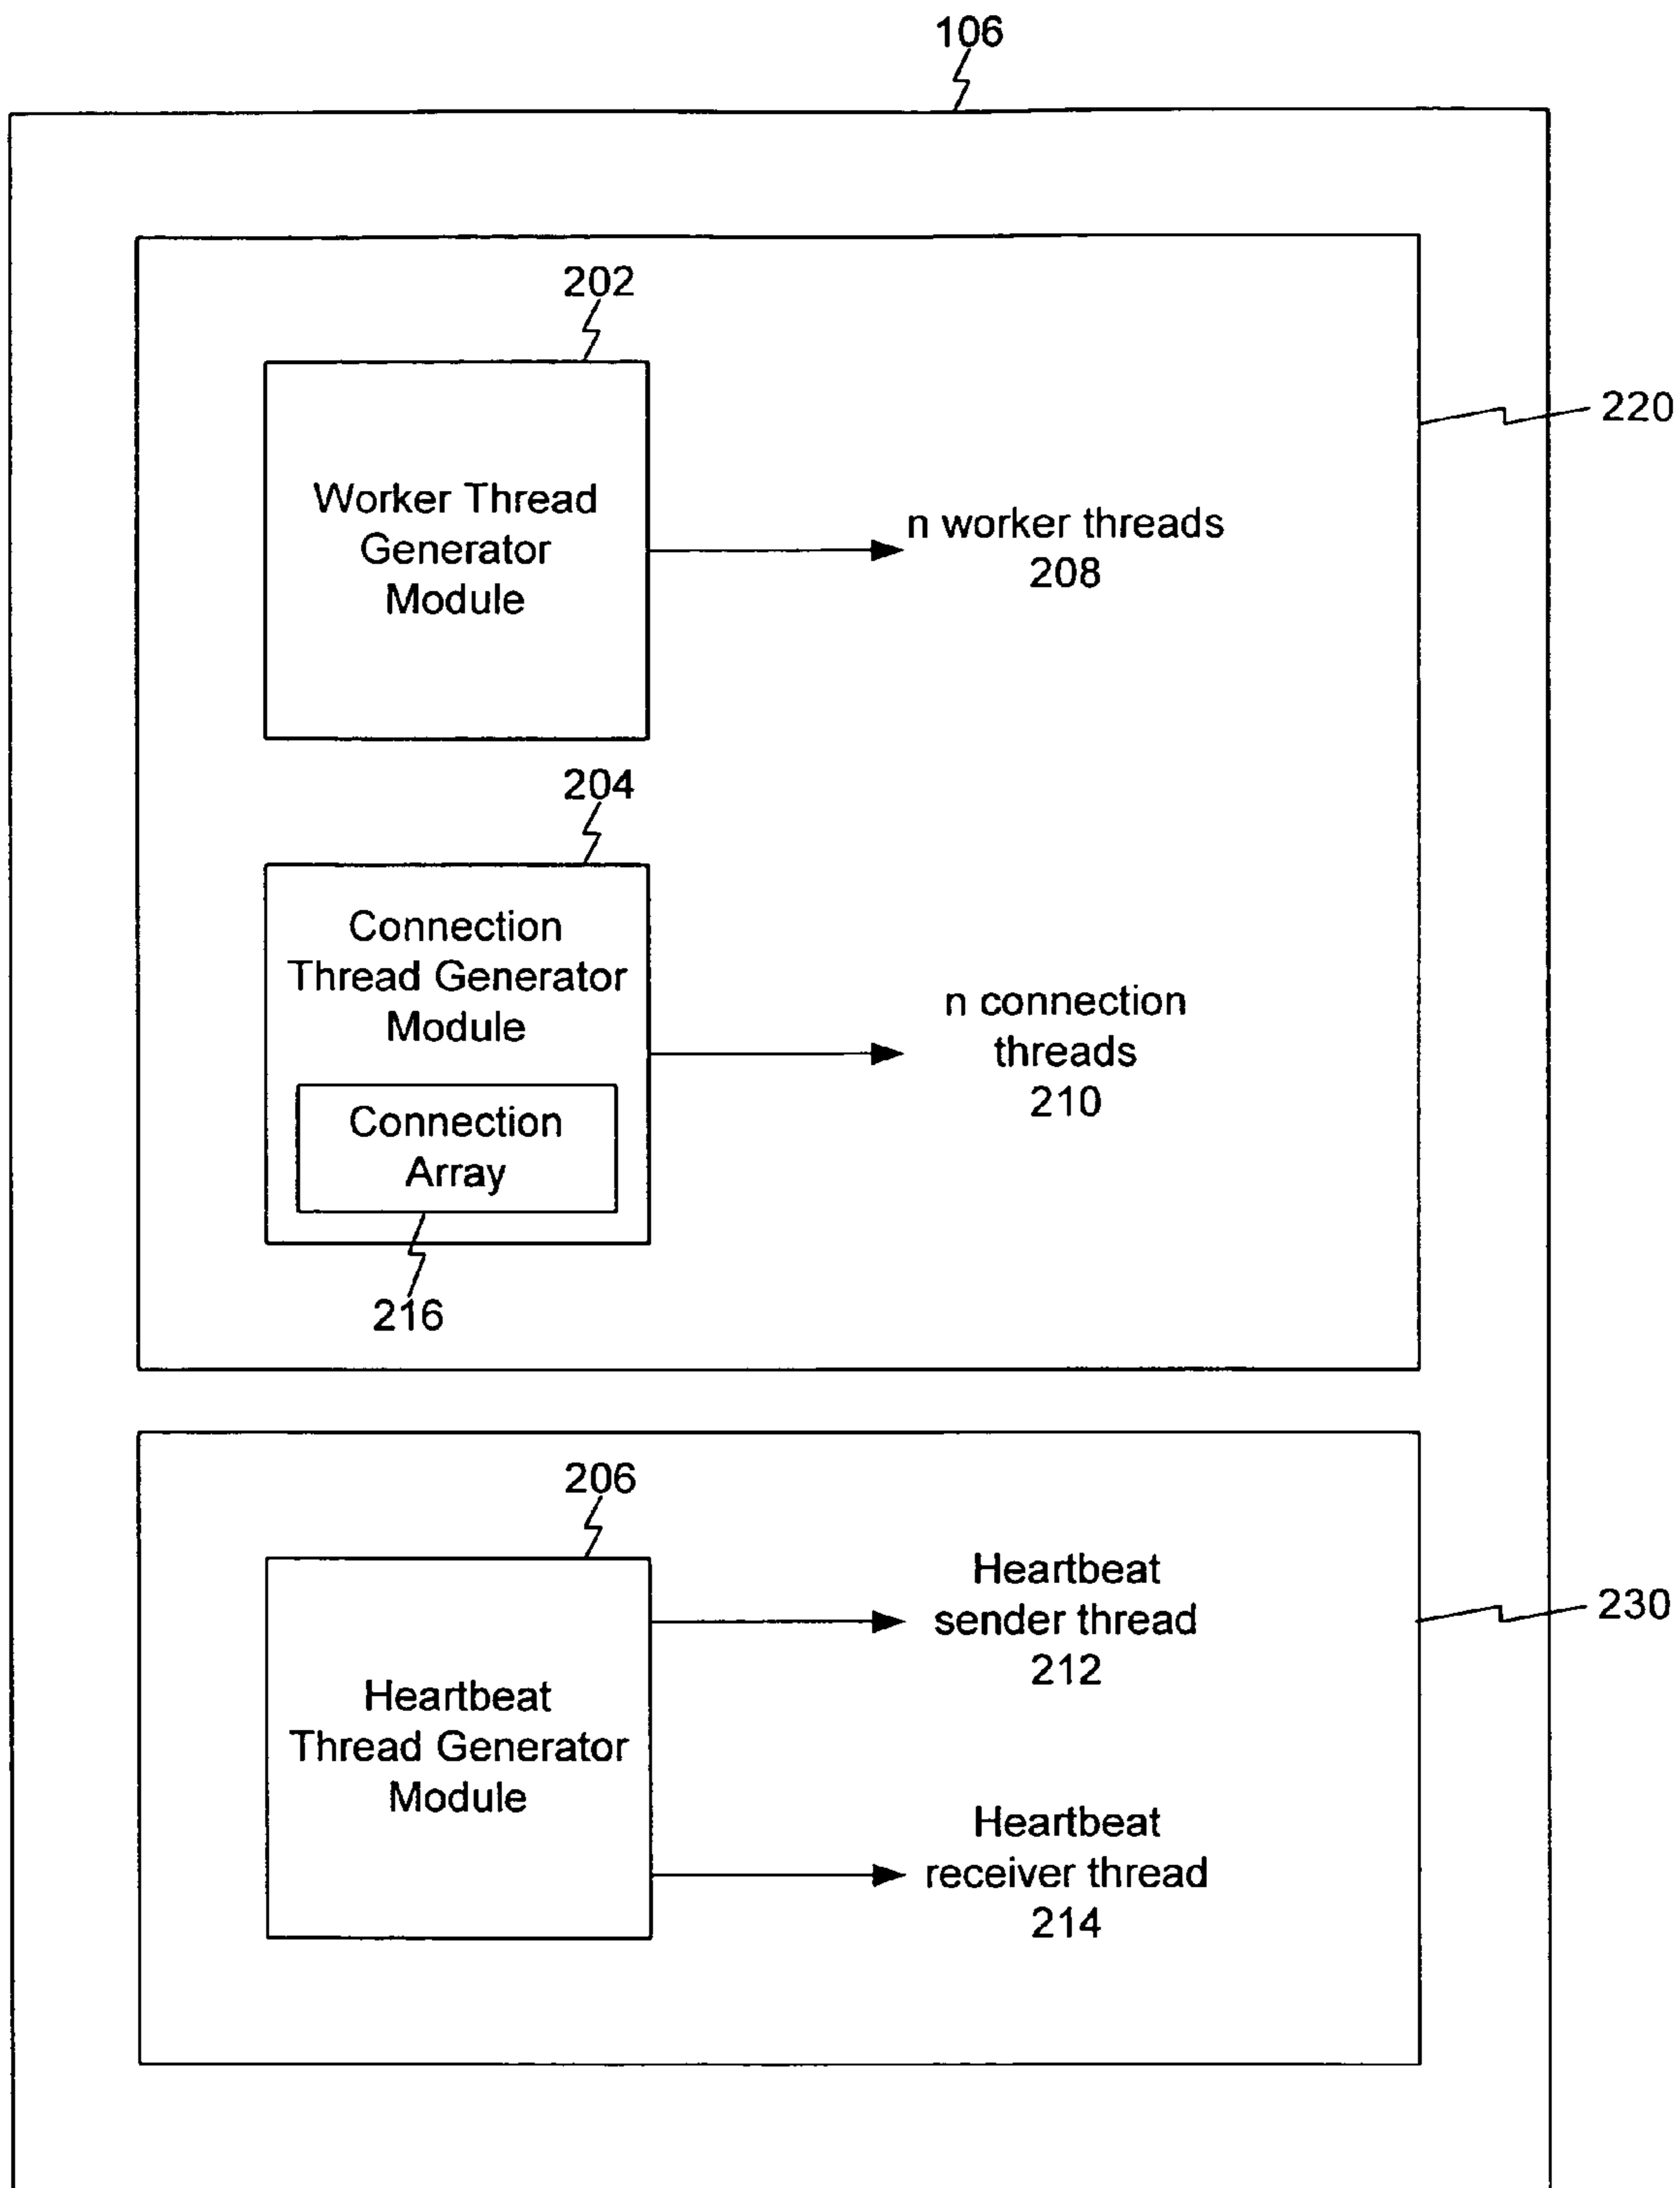 106
202
220
Worker Thread
Generator
Module
n worker threads
208
204
Connection
Thread Generator
Module
n connection
threads
210
Connection
Array
216
206
Heartbeat
sender thread
212
230
Heartbeat
Thread Generator
Module
Heartbeat
receiver thread
214